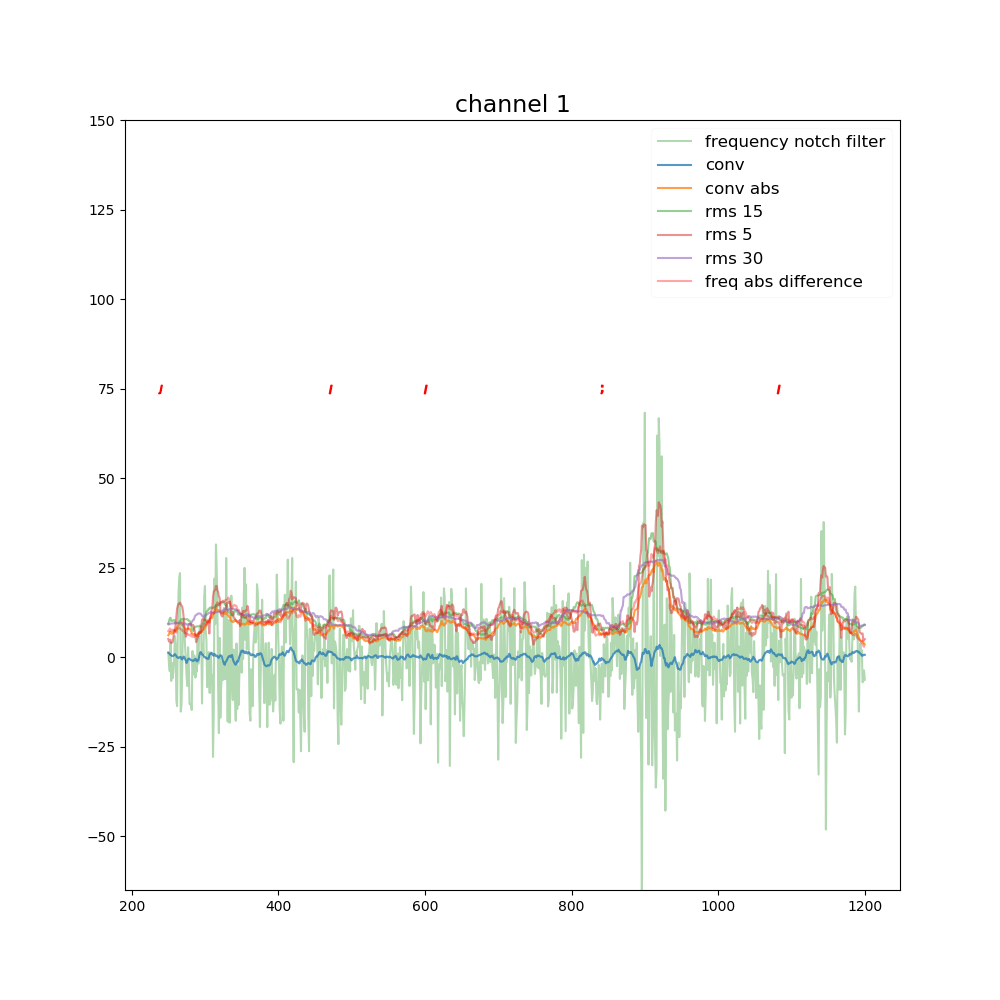 channel 1
150
125
100
75
50
25
0
−25
−50
frequency notch filter
conv
conv abs
rms 15
rms 5
rms 30
freq abs difference
200 400 600 800 1000 1200